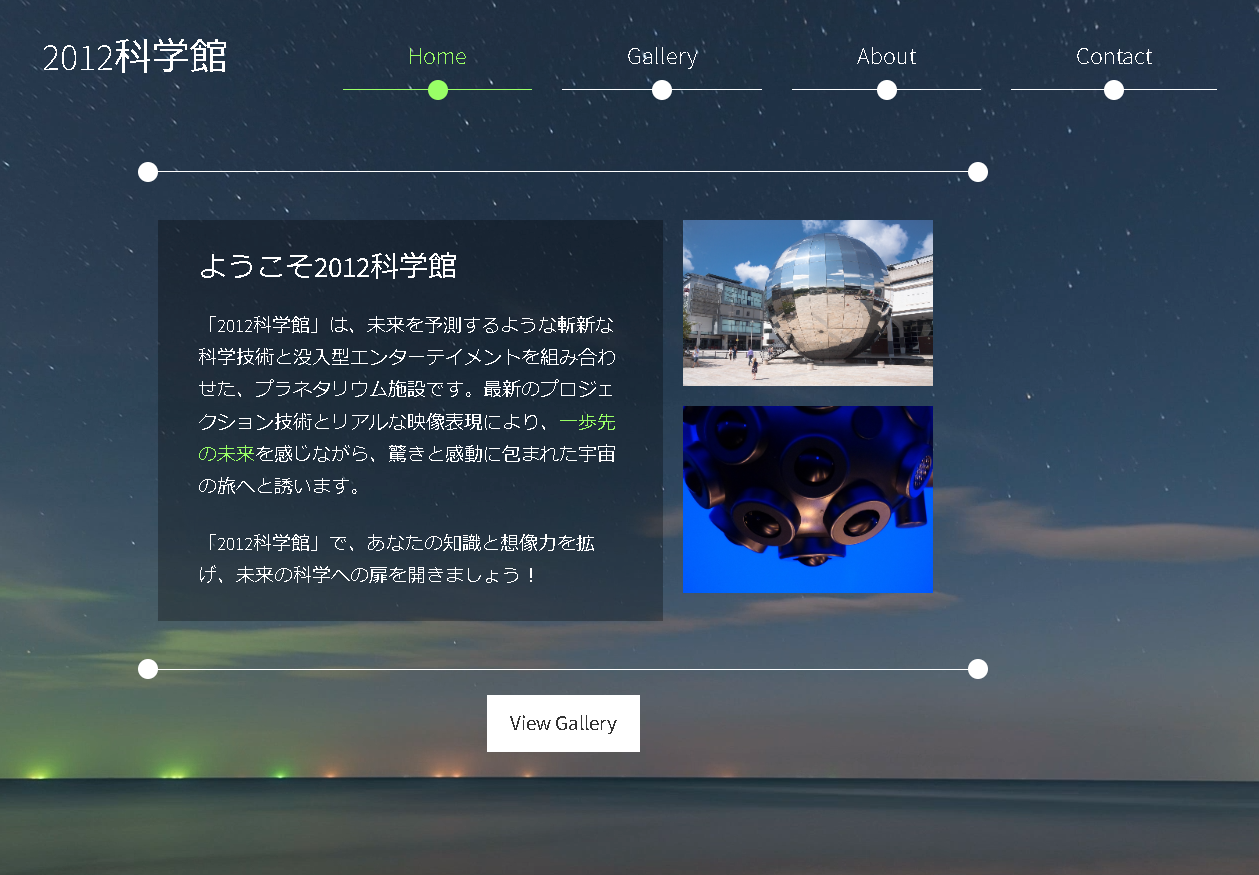 2012科学館
Home
Gallery
About
Contact
ようこそ2012科学館
「2012科学館」は、未来を予測するような斬新な
科学技術と没入型エンターテイメントを組み合わ
せた、プラネタリウム施設です。最新のプロジェ
クション技術とリアルな映像表現により、一歩先
の未来を感じながら、驚きと感動に包まれた宇宙
の旅へと誘います。
「2012科学館」で、あなたの知識と想像力を拡
げ、未来の科学への扉を開きましょう！
View Gallery